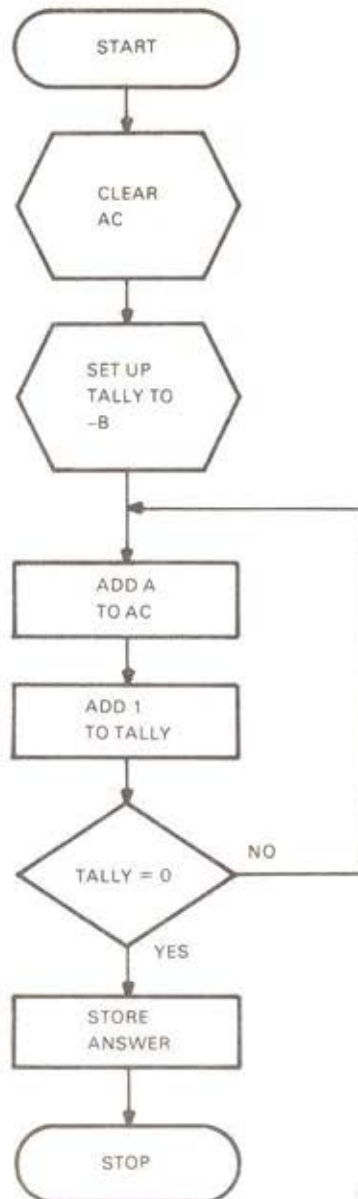 START
CLEAR
AC
SET UP
TALLY TO
–B
ADD A
TO AC
ADD 1
TO TALLY
TALLY = 0
NO
YES
STORE
ANSWER
STOP